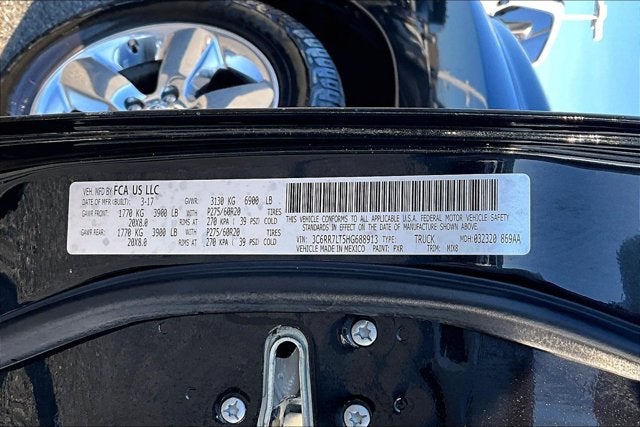 VEH. MFD BY FCA US LLC
DATE OF MFR (BUILT): 3-17 GVWR: 3130 KG 6900 LB
GAWR FRONT: 1770 KG 3900 LB WITH P275/60R20 TIRES
20X8.0 RIMS AT 270 KPA ( 39 PSI) COLD
GAWR REAR: 1770 KG 3900 LB WITH P275/60R20 TIRES
20X8.0 RIMS AT 270 KPA ( 39 PSI) COLD
THIS VEHICLE CONFORMS TO ALL APPLICABLE U.S.A. FEDERAL MOTOR VEHICLE SAFETY
STANDARDS IN EFFECT ON THE DATE OF MANUFACTURE SHOWN ABOVE.
VIN: 3C6RR7LT5HG688913 TYPE: TRUCK MDH: 032320 869AA
VEHICLE MADE IN MEXICO PAINT: PXR TRIM: MJX8